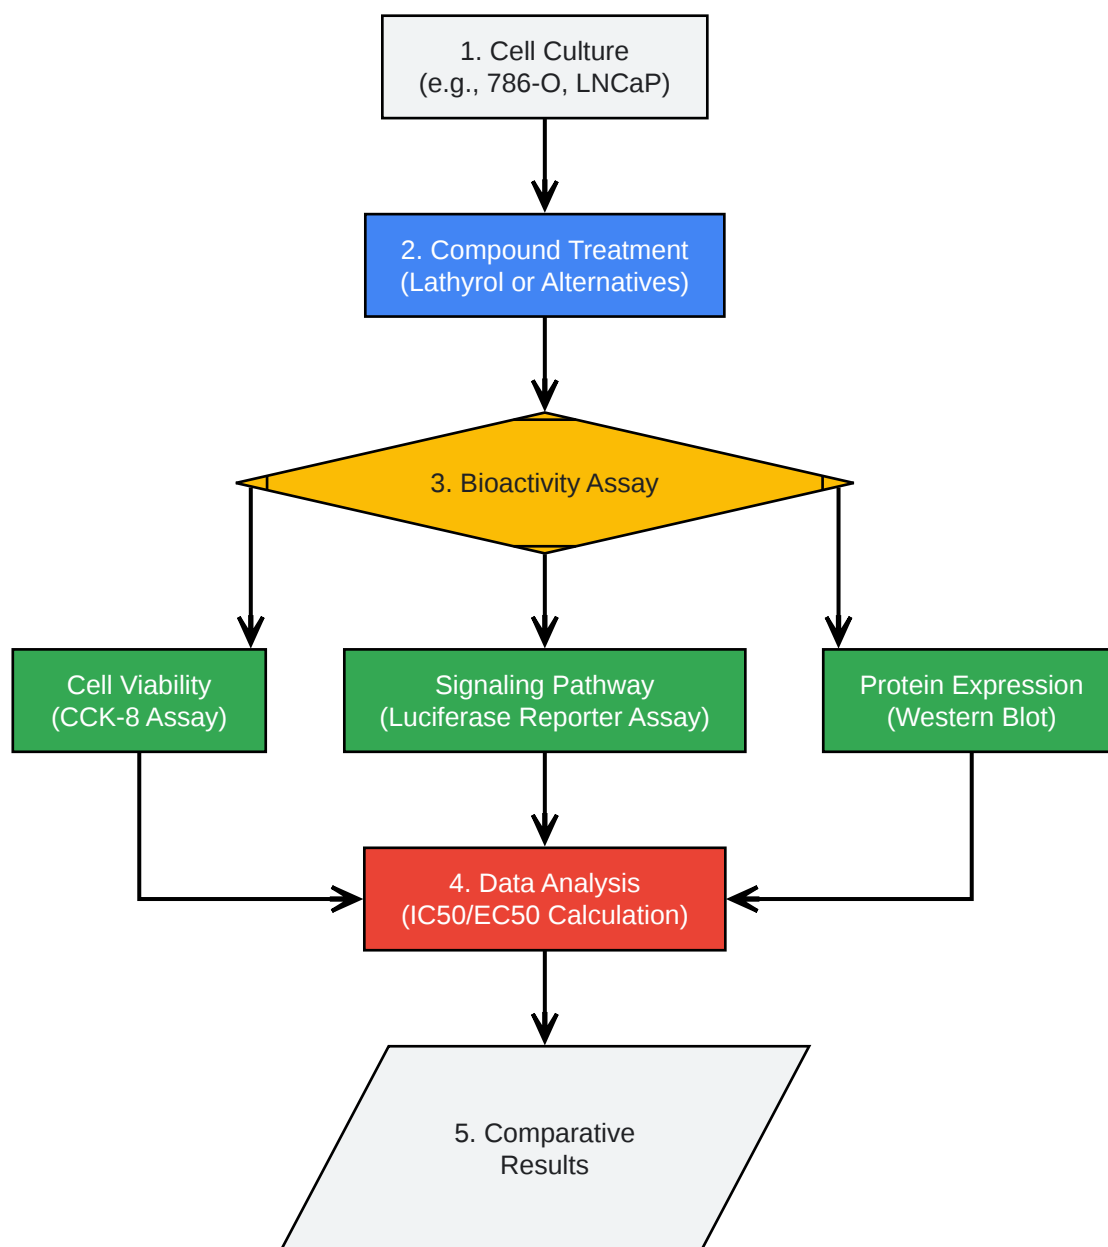 1. Cell Culture
(e.g., 786-O, LNCaP)
2. Compound Treatment
(Lathyrol or Alternatives)
3. Bioactivity Assay
Cell Viability
(CCK-8 Assay)
Signaling Pathway
(Luciferase Reporter Assay)
Protein Expression
(Western Blot)
4. Data Analysis
(IC50/EC50 Calculation)
5. Comparative
Results